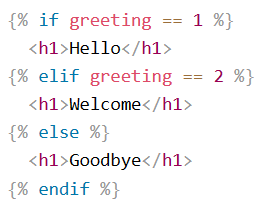 {% if greeting == 1 %}
  <h1>Hello</h1>
{% elif greeting == 2 %}
  <h1>Welcome</h1>
{% else %}
  <h1>Goodbye</h1>
{% endif %}